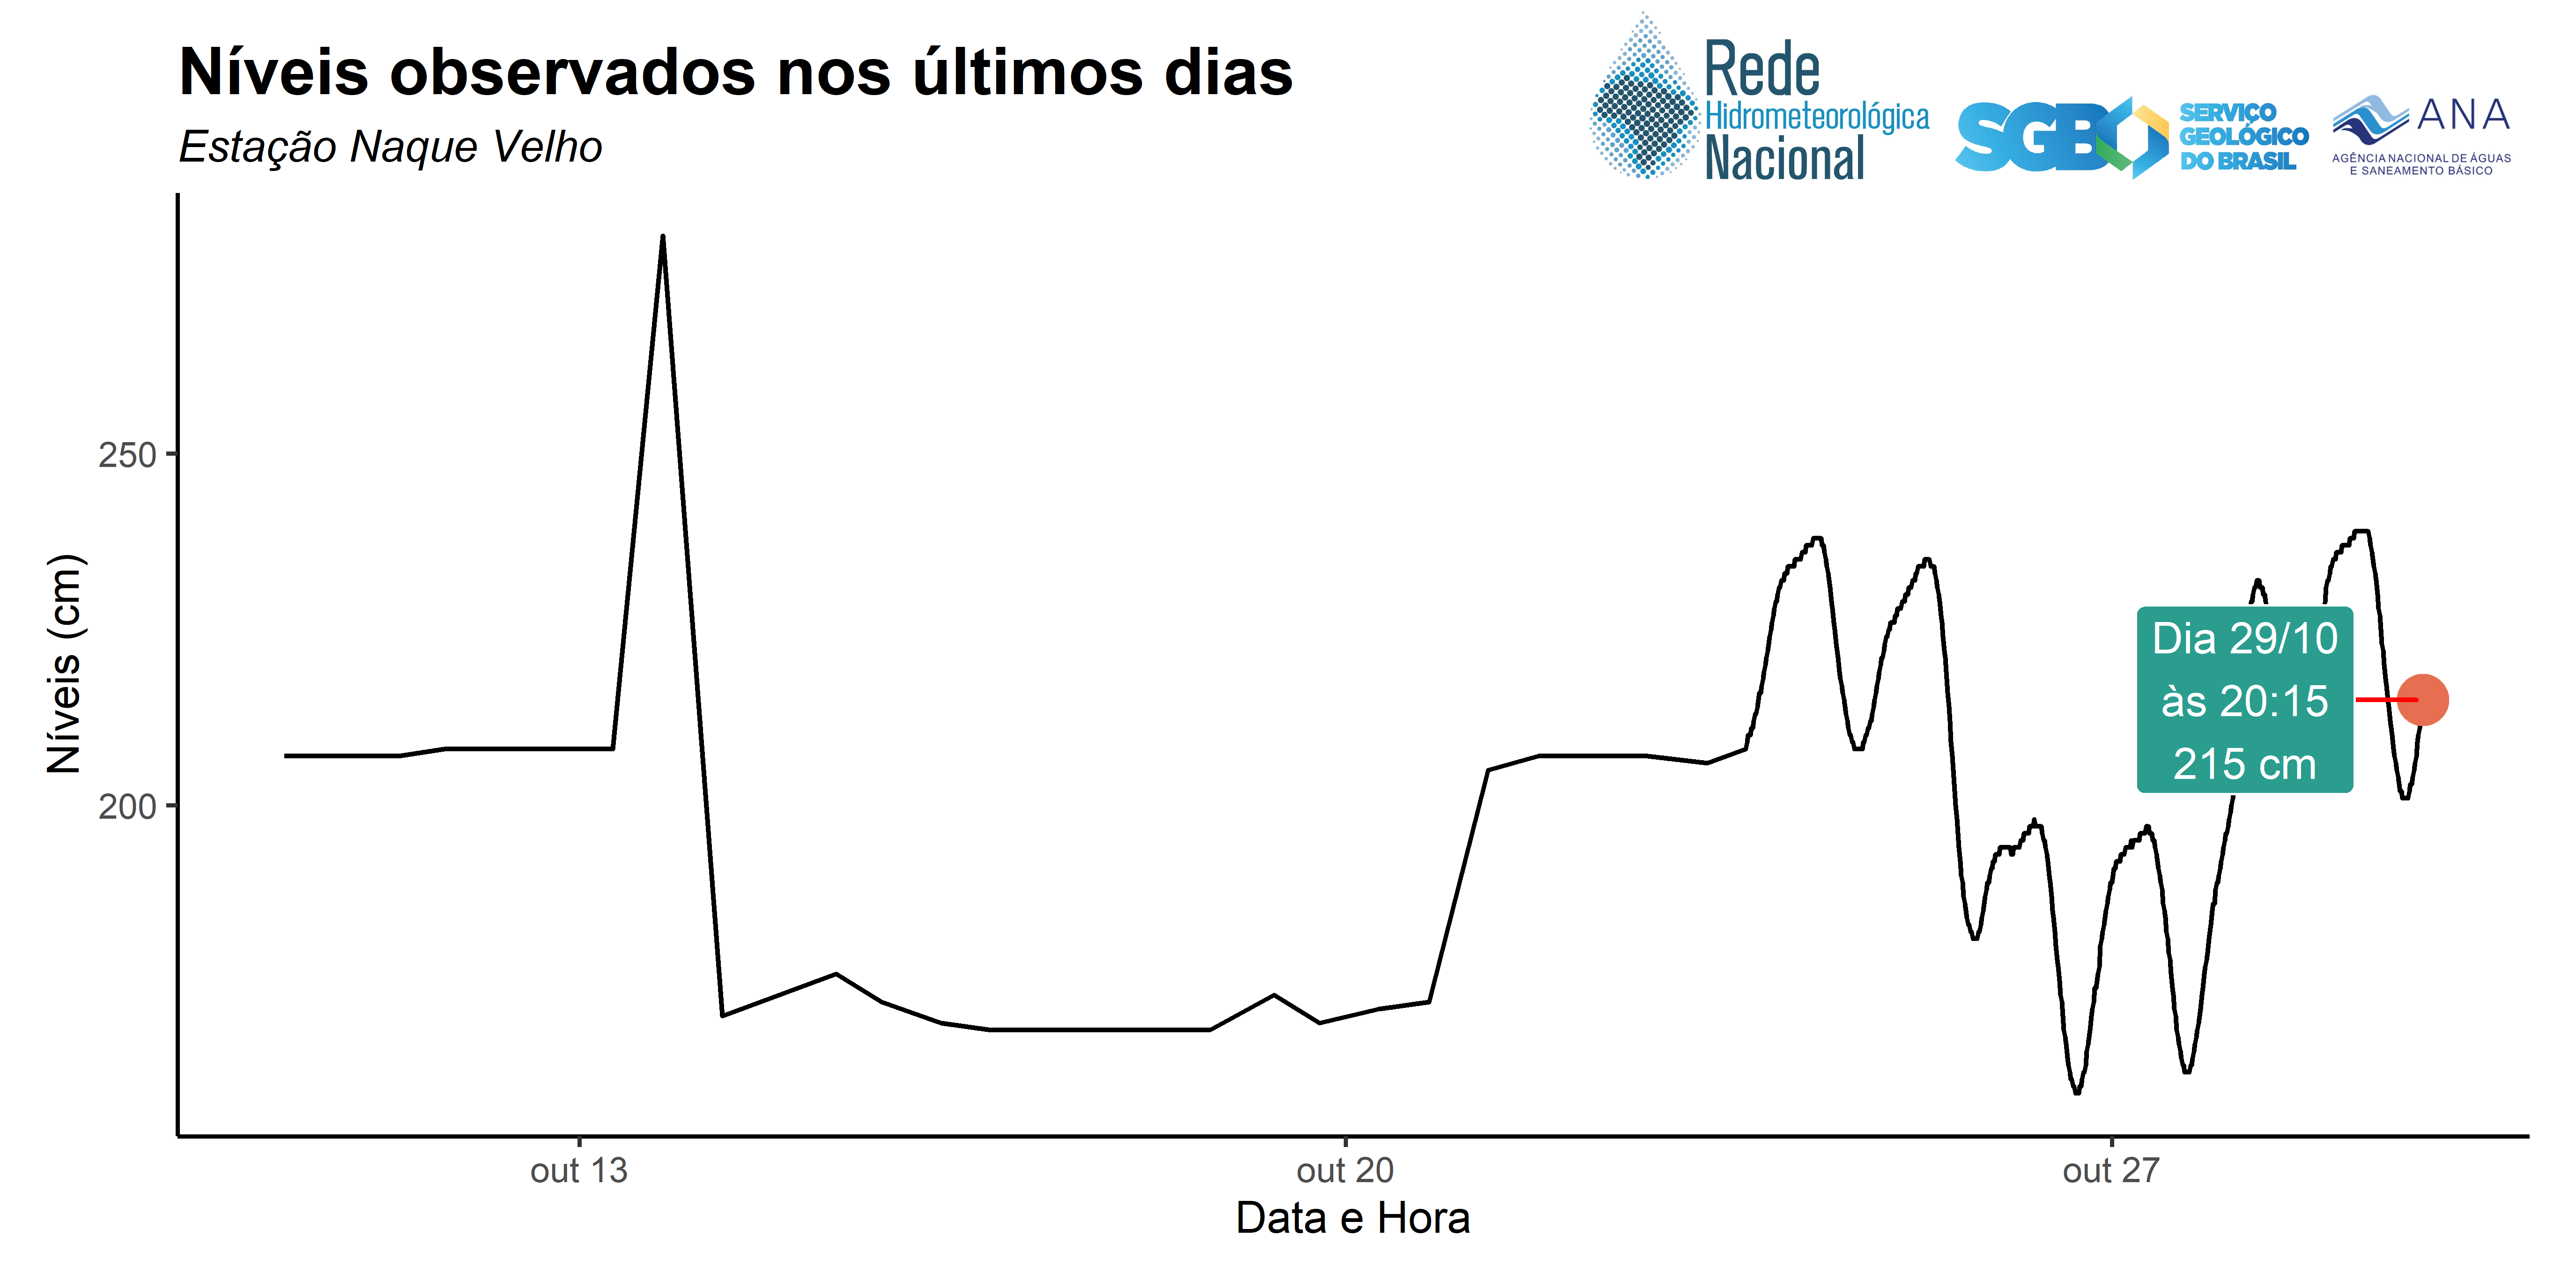 Níveis observados nos últimos dias
Estação Naque Velho
Rede
Hidrometeorológica
Nacional
SGB
SERVIÇO
GEOLÓGICO
DO BRASIL
ANA
AGÊNCIA NACIONAL DE ÁGUAS
E SANEAMENTO BÁSICO
Níveis (cm)
250
200
Dia 29/10
às 20:15
215 cm
out 13
out 20
out 27
Data e Hora